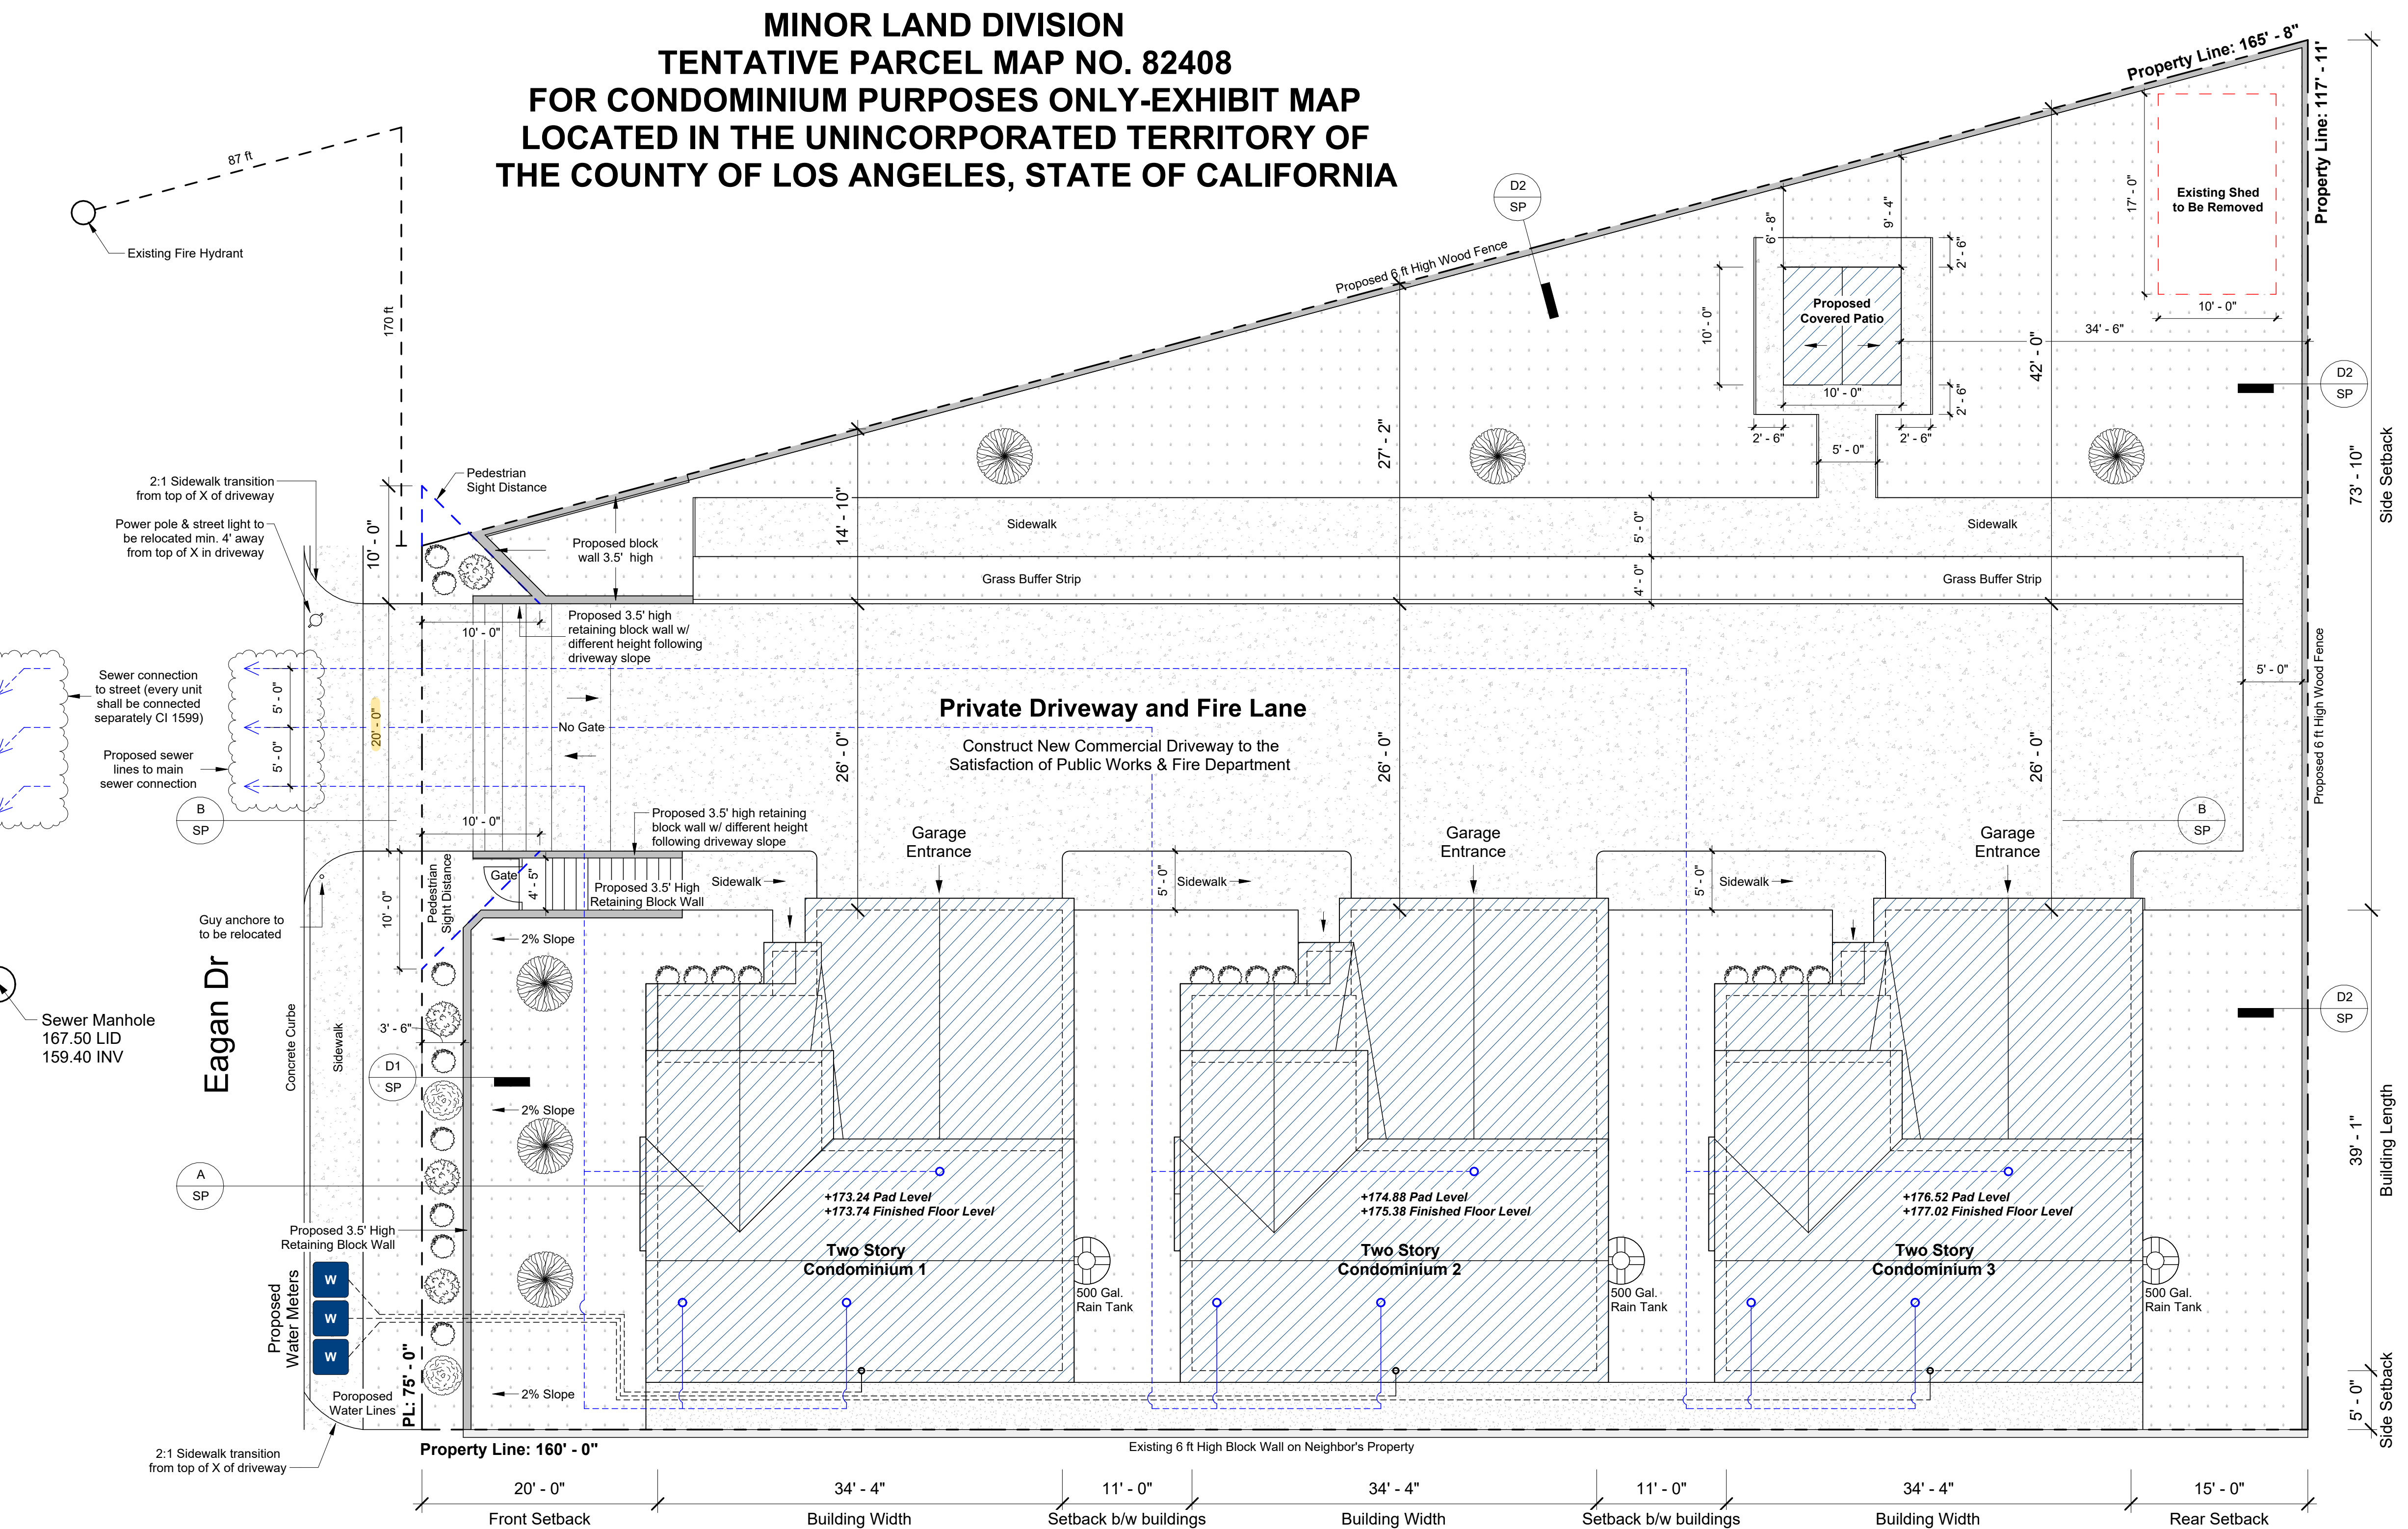 MINOR LAND DIVISION
TENTATIVE PARCEL MAP NO. 82408
FOR CONDOMINIUM PURPOSES ONLY-EXHIBIT MAP
LOCATED IN THE UNINCORPORATED TERRITORY OF
THE COUNTY OF LOS ANGELES, STATE OF CALIFORNIA
Property Line: 165' - 8"
Property Line: 117' - 11'
87 ft
Existing Fire Hydrant
170 ft
D2
SP
Proposed 6 ft High Wood Fence
6' - 8"
9' - 4"
2' - 6"
17' - 0"
Existing Shed
to Be Removed
10' - 0"
34' - 6"
Proposed
Covered Patio
10' - 0"
10' - 0"
2' - 6"
2' - 6"
2' - 6"
5' - 0"
42' - 0"
D2
SP
73' - 10"
Side Setback
27' - 2"
14' - 10"
2:1 Sidewalk transition
from top of X of driveway
Pedestrian
Sight Distance
Power pole & street light to
be relocated min. 4' away
from top of X in driveway
10' - 0"
Proposed block
wall 3.5' high
Sidewalk
5' - 0"
Sidewalk
Grass Buffer Strip
4' - 0"
Grass Buffer Strip
10' - 0"
Proposed 3.5' high
retaining block wall w/
different height following
driveway slope
Sewer connection
to street (every unit
shall be connected
separately CI 1599)
5' - 0"
5' - 0"
20' - 0"
Proposed sewer
lines to main
sewer connection
No Gate
Private Driveway and Fire Lane
Construct New Commercial Driveway to the
Satisfaction of Public Works & Fire Department
26' - 0"
26' - 0"
26' - 0"
5' - 0"
Proposed 6 ft High Wood Fence
B
SP
B
SP
10' - 0"
Proposed 3.5' high retaining
block wall w/ different height
following driveway slope
Garage
Entrance
Garage
Entrance
Garage
Entrance
10' - 0"
Pedestrian
Sight Distance
Gate
4' - 5"
Proposed 3.5' High
Retaining Block Wall
Sidewalk
5' - 0"
Sidewalk
5' - 0"
Sidewalk
Guy anchore to
to be relocated
2% Slope
Eagan Dr
Sewer Manhole
167.50 LID
159.40 INV
Concrete Curbe
Sidewalk
3' - 6"
D1
SP
2% Slope
D2
SP
39' - 1"
Building Length
A
SP
+173.24 Pad Level
+173.74 Finished Floor Level
+174.88 Pad Level
+175.38 Finished Floor Level
+176.52 Pad Level
+177.02 Finished Floor Level
Proposed 3.5' High
Retaining Block Wall
Two Story
Condominium 1
Two Story
Condominium 2
Two Story
Condominium 3
500 Gal.
Rain Tank
500 Gal.
Rain Tank
500 Gal.
Rain Tank
Proposed
Water Meters
W
W
W
Poroposed
Water Lines
PL: 75' - 0"
2% Slope
5' - 0"
Side Setback
2:1 Sidewalk transition
from top of X of driveway
Property Line: 160' - 0"
Existing 6 ft High Block Wall on Neighbor's Property
20' - 0"
34' - 4"
11' - 0"
34' - 4"
11' - 0"
34' - 4"
15' - 0"
Front Setback
Building Width
Setback b/w buildings
Building Width
Setback b/w buildings
Building Width
Rear Setback